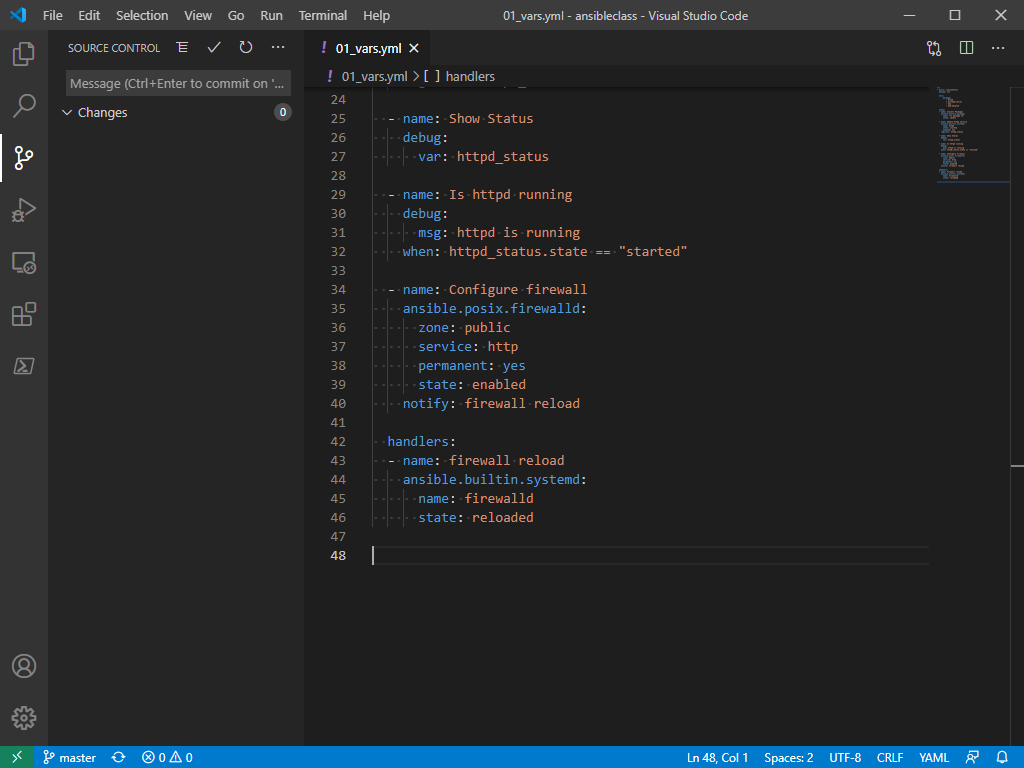 File Edit Selection View Go Run Terminal Help 01_vars.yml - ansibleclass - Visual Studio Code
SOURCE CONTROL
! 01_vars.yml
! 01_vars.yml > [ ] handlers
Message (Ctrl+Enter to commit on '...
Changes 0
24
25 - name: Show Status
26 debug:
27 var: httpd_status
28
29 - name: Is httpd running
30 debug:
31 msg: httpd is running
32 when: httpd_status.state == "started"
33
34 - name: Configure firewall
35 ansible.posix.firewalld:
36 zone: public
37 service: http
38 permanent: yes
39 state: enabled
40 notify: firewall reload
41
42 handlers:
43 - name: firewall reload
44 ansible.builtin.systemd:
45 name: firewalld
46 state: reloaded
47
48
master 0 0 Ln 48, Col 1 Spaces: 2 UTF-8 CRLF YAML